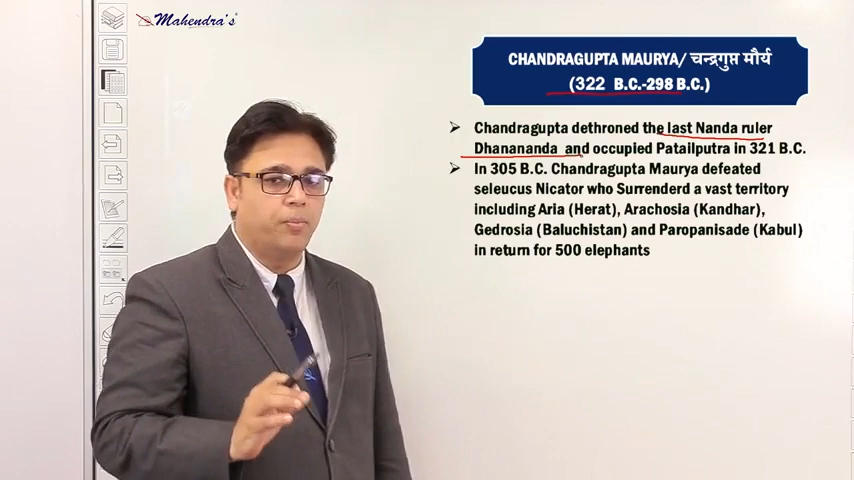 Mahendra's
CHANDRAGUPTA MAURYA/ चन्द्रगुप्त मौर्य
(322 B.C.-298 B.C.)
Chandragupta dethroned the last Nanda ruler
Dhanananda and occupied Patailputra in 321 B.C.
In 305 B.C. Chandragupta Maurya defeated
seleucus Nicator who Surrenderd a vast territory
including Aria (Herat), Arachosia (Kandhar),
Gedrosia (Baluchistan) and Paropanisade (Kabul)
in return for 500 elephants